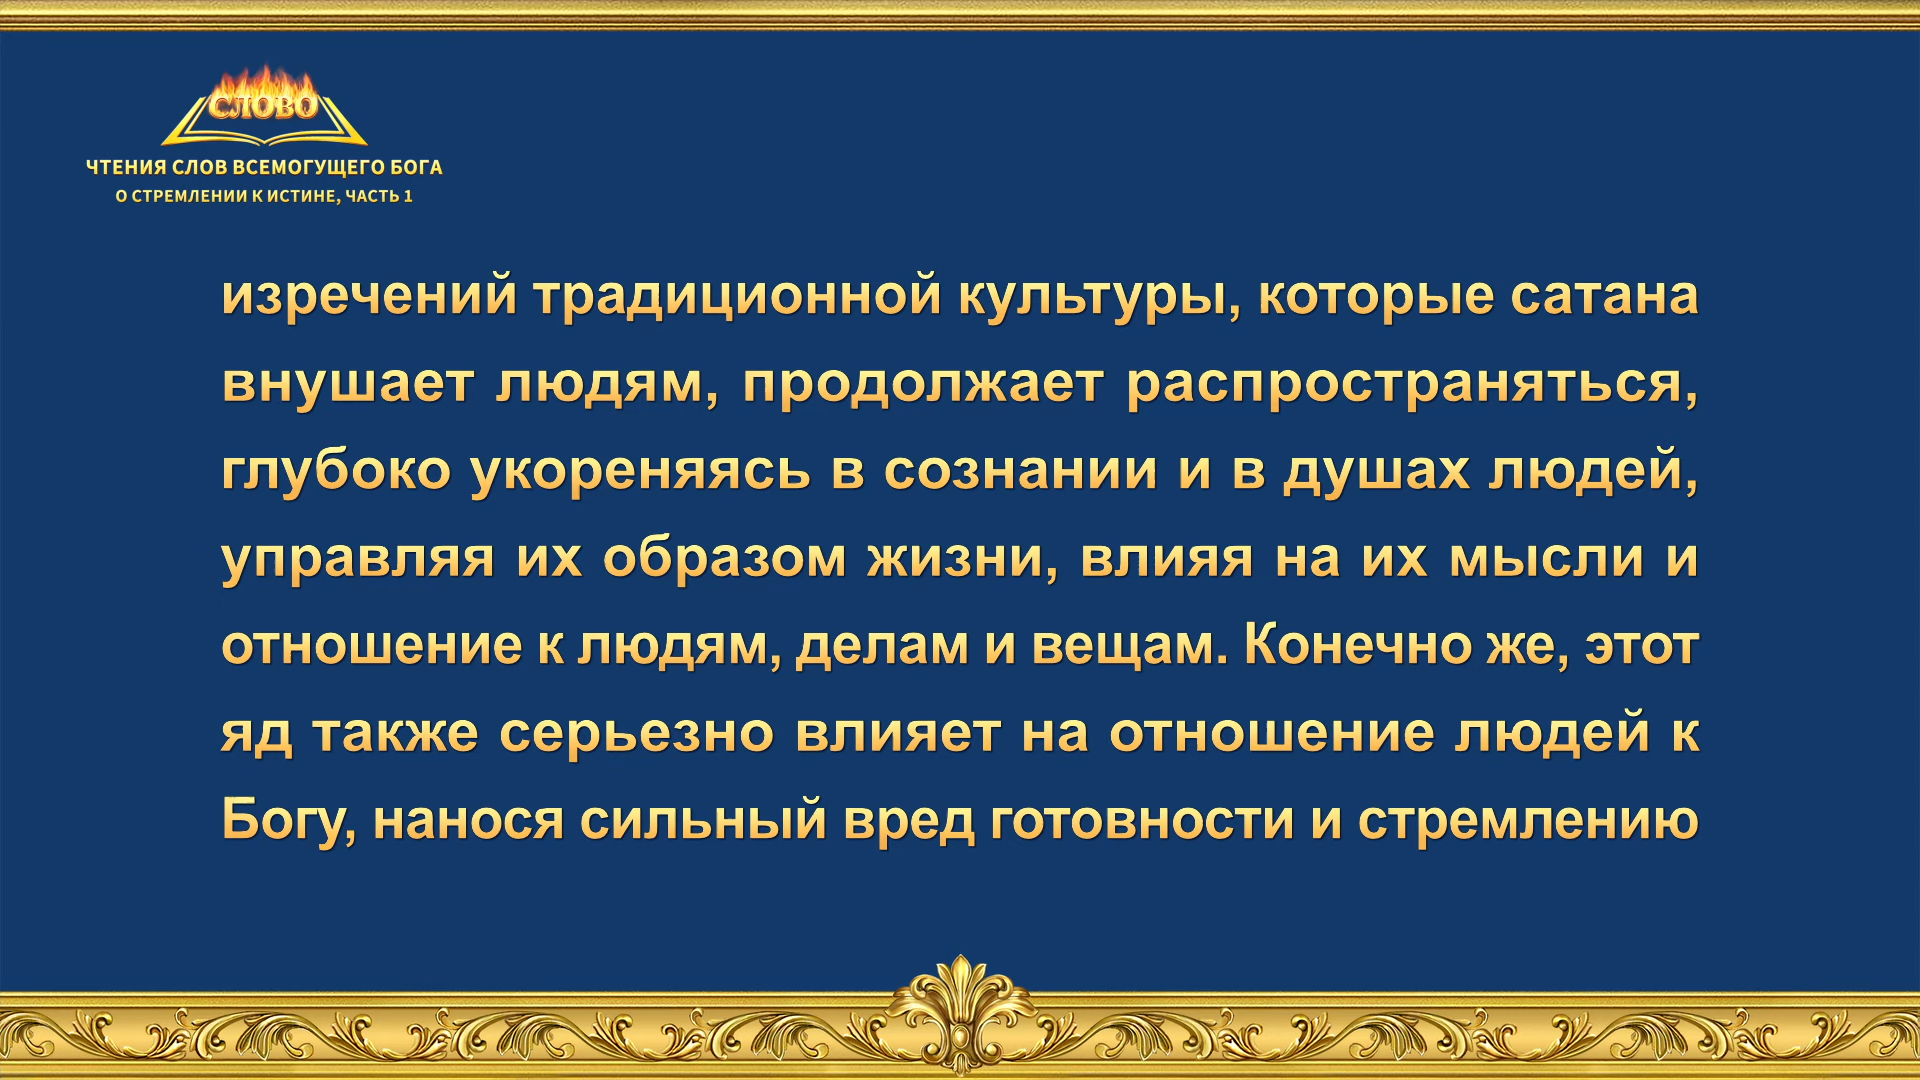 СЛОВО
ЧТЕНИЯ СЛОВ ВСЕМОГУЩЕГО БОГА
О СТРЕМЛЕНИИ К ИСТИНЕ, ЧАСТЬ 1
изречений традиционной культуры, которые сатана
внушает людям, продолжает распространяться,
глубоко укореняясь в сознании и в душах людей,
управляя их образом жизни, влияя на их мысли и
отношение к людям, делам и вещам. Конечно же, этот
яд также серьезно влияет на отношение людей к
Богу, нанося сильный вред готовности и стремлению